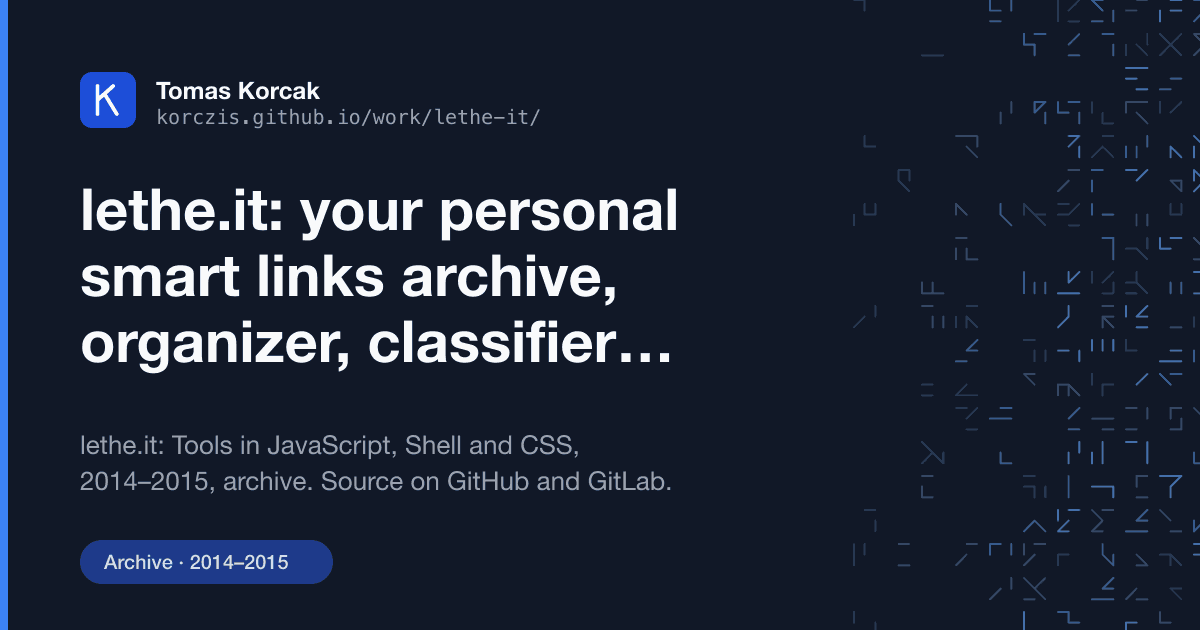 K
Tomas Korcak
korczis.github.io/work/lethe-it/
lethe.it: your personal
smart links archive,
organizer, classifier…
lethe.it: Tools in JavaScript, Shell and CSS,
2014–2015, archive. Source on GitHub and GitLab.
Archive · 2014–2015